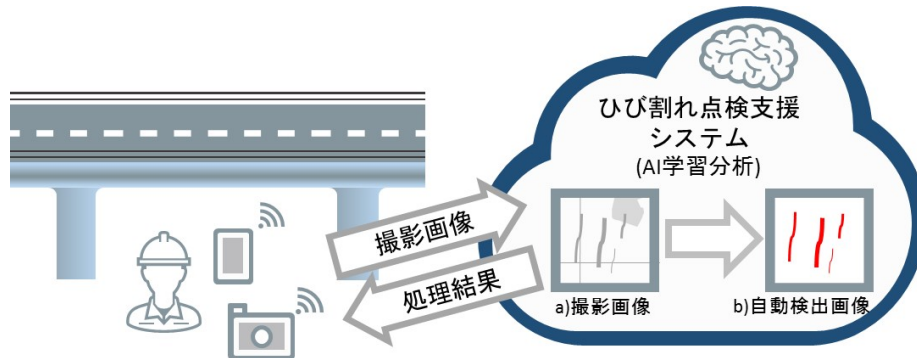 ひび割れ点検支援
システム
(AI学習分析)
撮影画像
処理結果
a)撮影画像
b)自動検出画像